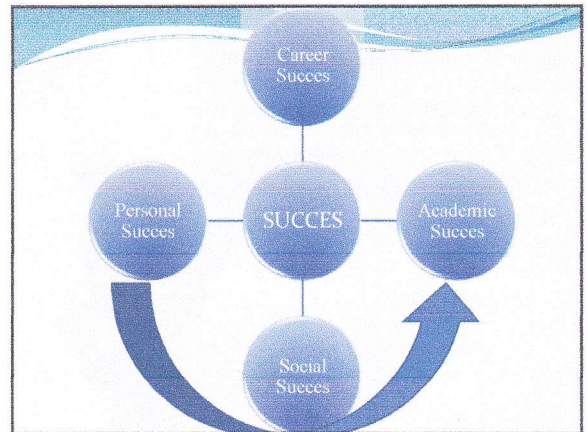 Career
Succes
Personal
Succes
SUCCES
Academic
Succes
Social
Succes